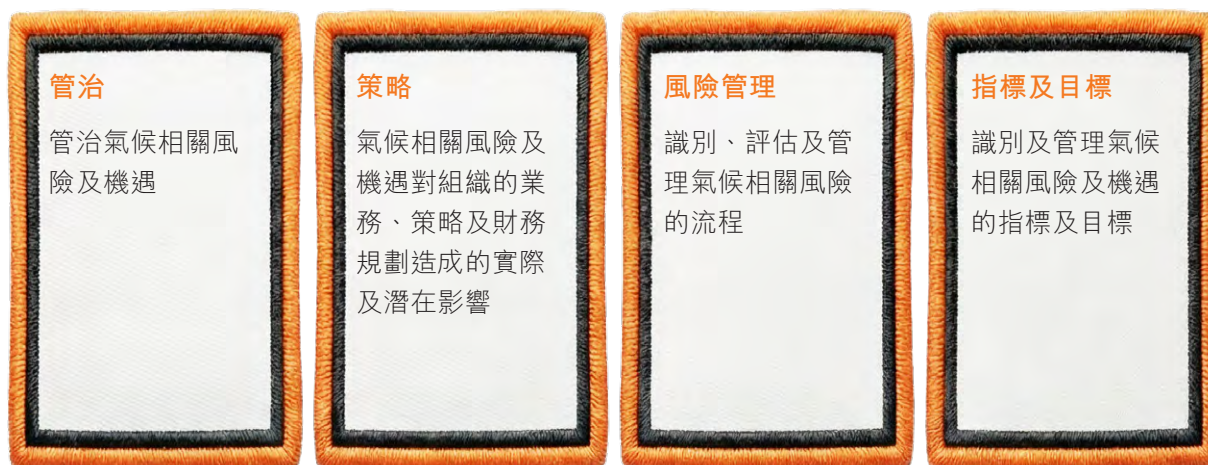 管治
管治氣候相關風
險及機遇
策略
氣候相關風險及
機遇對組織的業
務、策略及財務
規劃造成的實際
及潛在影響
風險管理
識別、評估及管
理氣候相關風險
的流程
指標及目標
識別及管理氣候
相關風險及機遇
的指標及目標